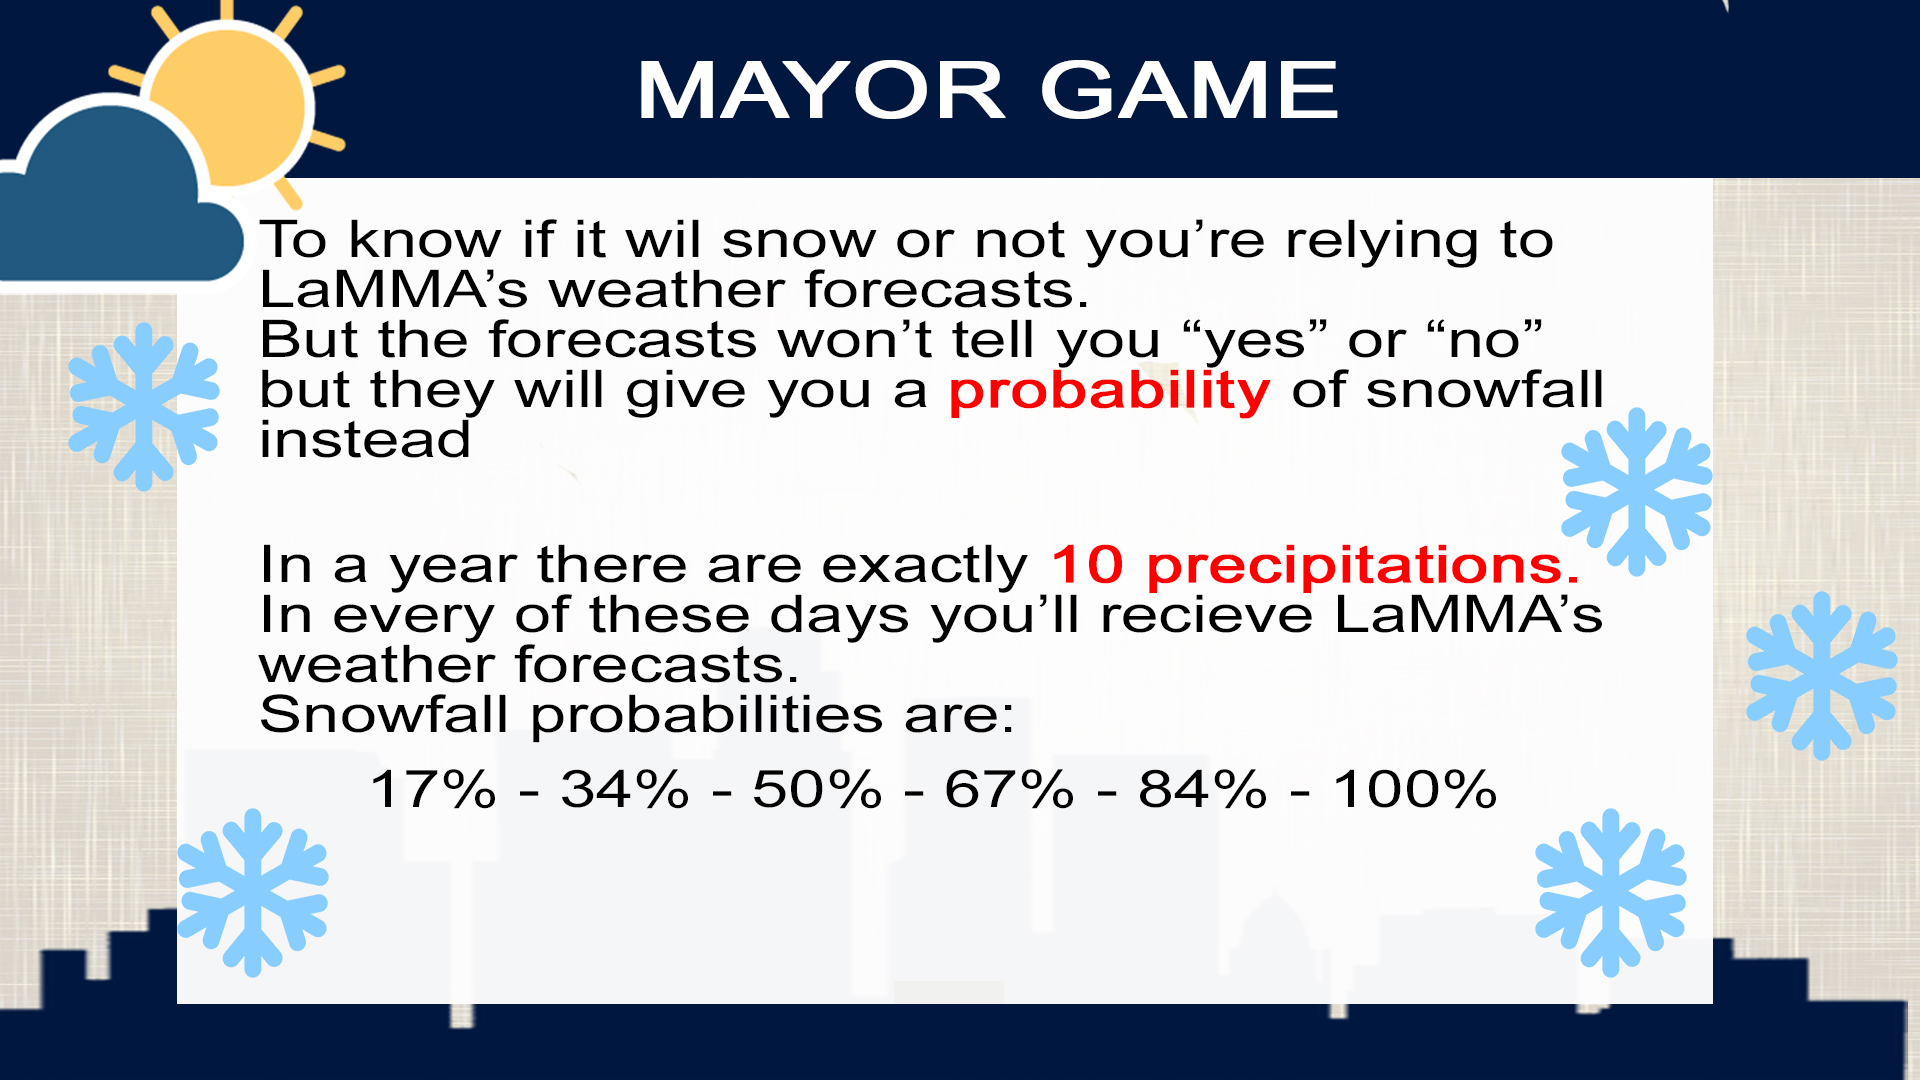 MAYOR GAME
To know if it wil snow or not you’re relying to
LaMMA’s weather forecasts.
But the forecasts won’t tell you “yes” or “no”
but they will give you a probability of snowfall
instead
In a year there are exactly 10 precipitations.
In every of these days you’ll recieve LaMMA’s
weather forecasts.
Snowfall probabilities are:
17% - 34% - 50% - 67% - 84% - 100%